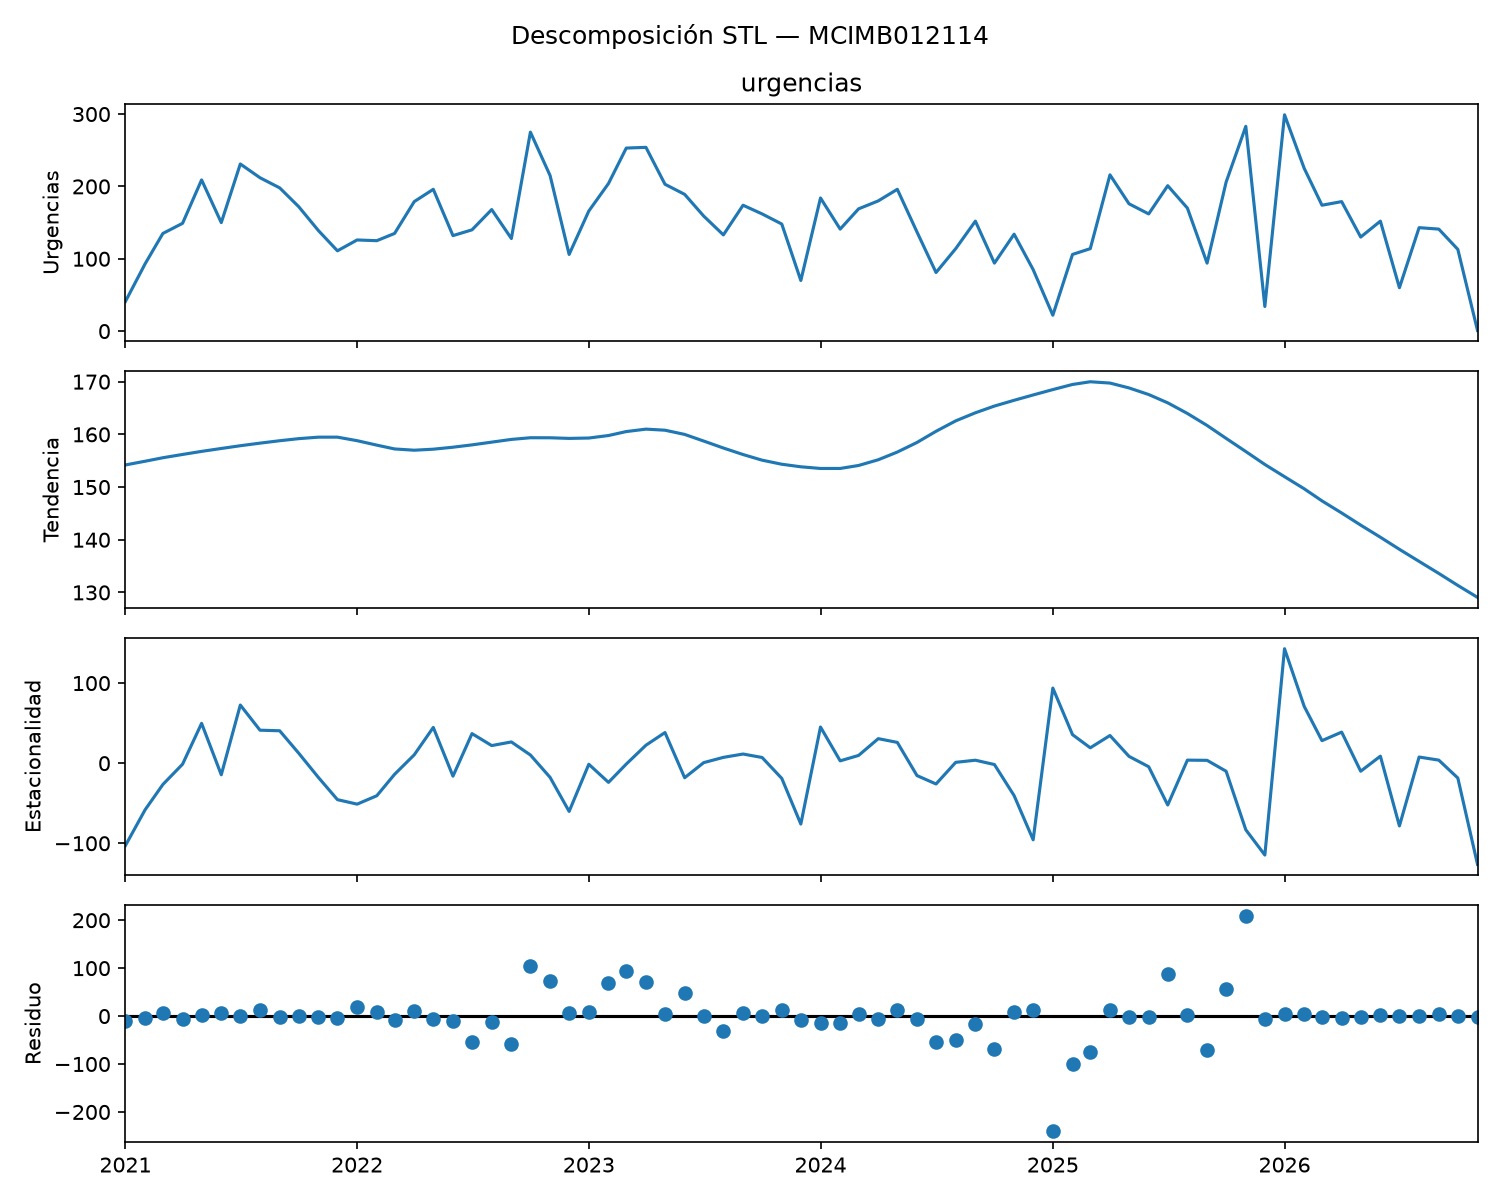 Descomposición STL — MCIMB012114
urgencias
Urgencias
300
200
100
0
Tendencia
170
160
150
140
130
Estacionalidad
100
0
−100
Residuo
200
100
0
−100
−200
2021 2022 2023 2024 2025 2026